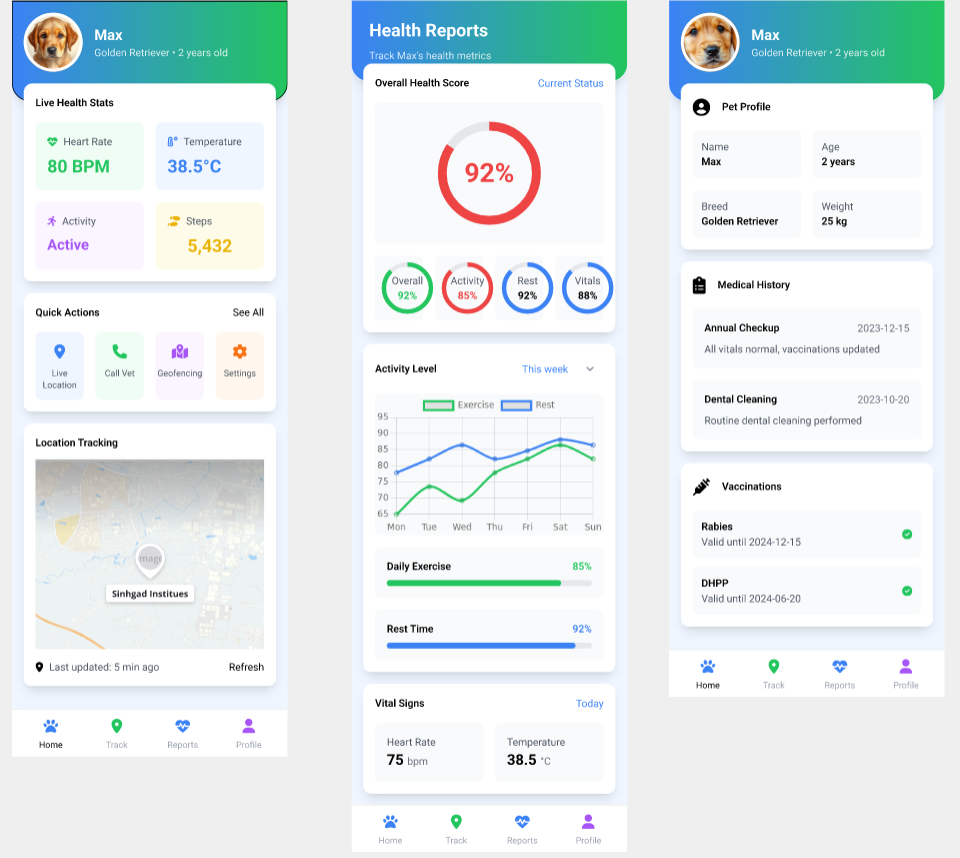 Max
Golden Retriever • 2 years old
Live Health Stats
Heart Rate
80 BPM
Temperature
38.5°C
Activity
Active
Steps
5,432
Quick Actions
See All
Live
Location
Call Vet
Geofencing
Settings
Location Tracking
mage
Sinhgad Institues
Last updated: 5 min ago
Refresh
Home
Track
Reports
Profile
Health Reports
Track Max's health metrics
Overall Health Score
Current Status
92%
Overall
92%
Activity
85%
Rest
92%
Vitals
88%
Activity Level
This week
Exercise
Rest
95
90
85
80
75
70
65
Mon Tue Wed Thu Fri Sat Sun
Daily Exercise
85%
Rest Time
92%
Vital Signs
Today
Heart Rate
75 bpm
Temperature
38.5 °C
Home
Track
Reports
Profile
Max
Golden Retriever • 2 years old
Pet Profile
Name
Max
Age
2 years
Breed
Golden Retriever
Weight
25 kg
Medical History
Annual Checkup
2023-12-15
All vitals normal, vaccinations updated
Dental Cleaning
2023-10-20
Routine dental cleaning performed
Vaccinations
Rabies
Valid until 2024-12-15
DHPP
Valid until 2024-06-20
Home
Track
Reports
Profile